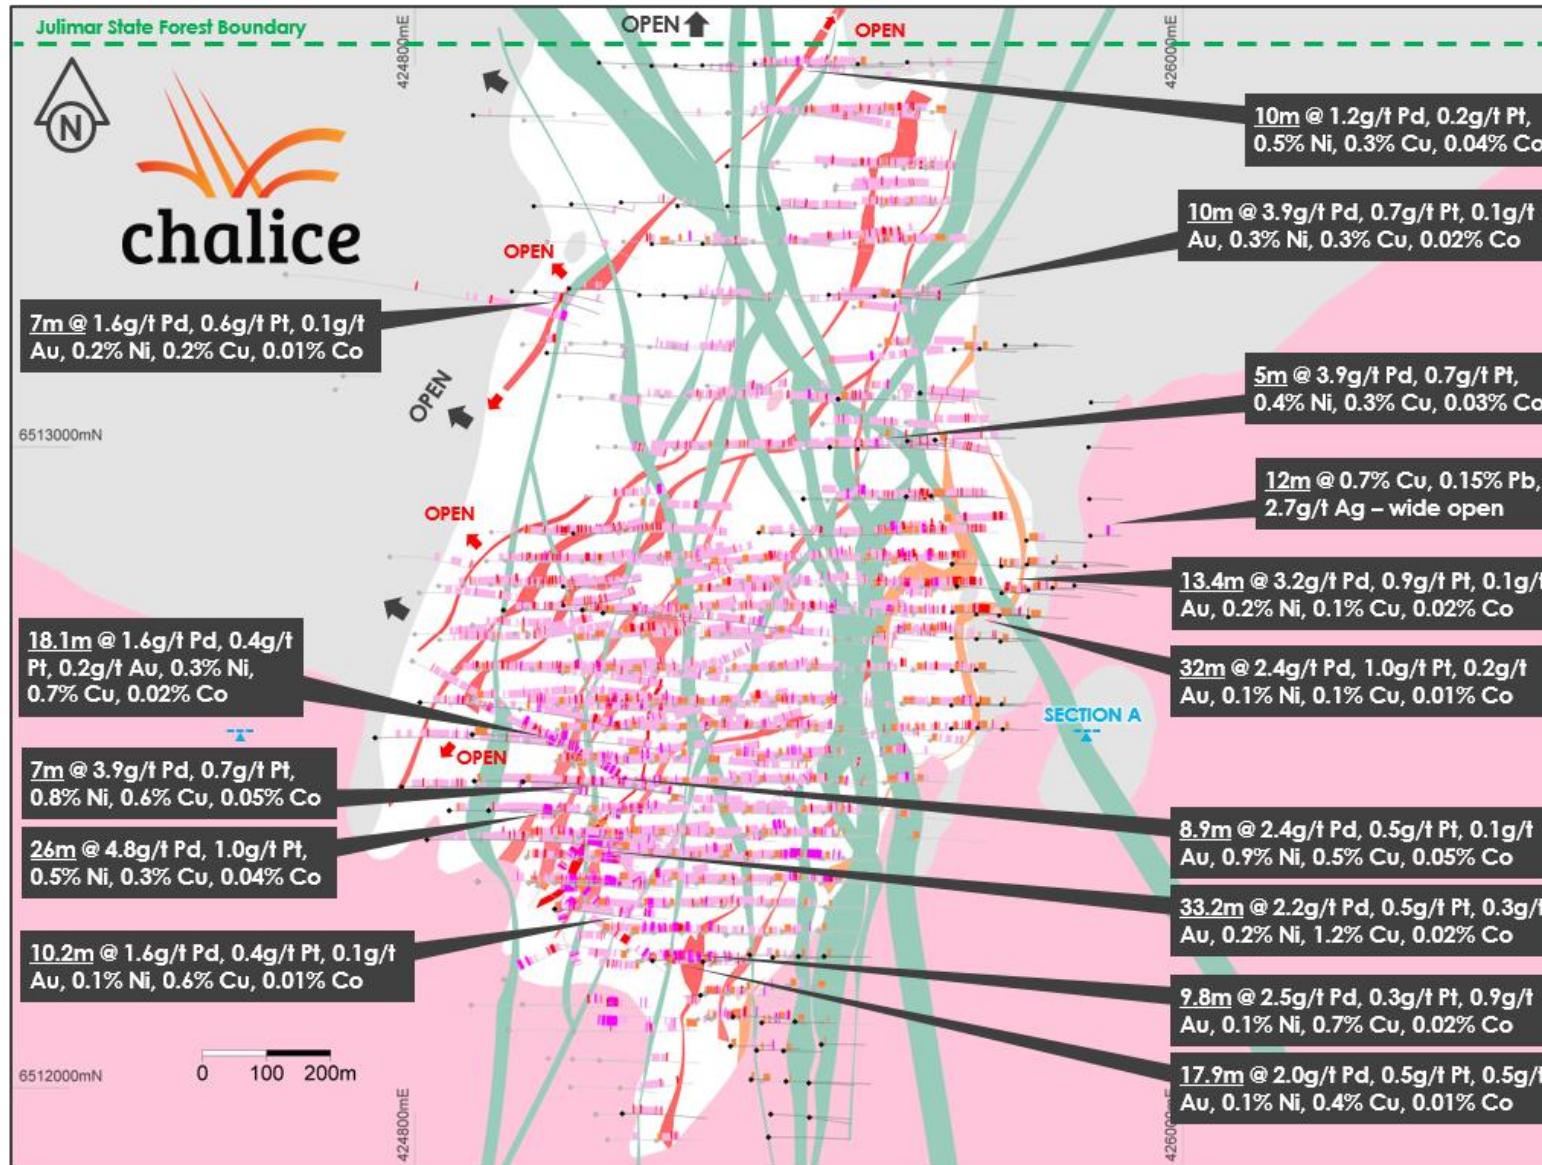 Julimar State Forest Boundary
OPEN
OPEN
424800mE
426000mE
N
chalice
10m @ 1.2g/t Pd, 0.2g/t Pt,
0.5% Ni, 0.3% Cu, 0.04% Co
10m @ 3.9g/t Pd, 0.7g/t Pt, 0.1g/t
Au, 0.3% Ni, 0.3% Cu, 0.02% Co
OPEN
7m @ 1.6g/t Pd, 0.6g/t Pt, 0.1g/t
Au, 0.2% Ni, 0.2% Cu, 0.01% Co
OPEN
5m @ 3.9g/t Pd, 0.7g/t Pt,
0.4% Ni, 0.3% Cu, 0.03% Co
6513000mN
12m @ 0.7% Cu, 0.15% Pb,
2.7g/t Ag – wide open
OPEN
13.4m @ 3.2g/t Pd, 0.9g/t Pt, 0.1g/t
Au, 0.2% Ni, 0.1% Cu, 0.02% Co
18.1m @ 1.6g/t Pd, 0.4g/t
Pt, 0.2g/t Au, 0.3% Ni,
0.7% Cu, 0.02% Co
32m @ 2.4g/t Pd, 1.0g/t Pt, 0.2g/t
Au, 0.1% Ni, 0.1% Cu, 0.01% Co
SECTION A
OPEN
7m @ 3.9g/t Pd, 0.7g/t Pt,
0.8% Ni, 0.6% Cu, 0.05% Co
8.9m @ 2.4g/t Pd, 0.5g/t Pt, 0.1g/t
Au, 0.9% Ni, 0.5% Cu, 0.05% Co
26m @ 4.8g/t Pd, 1.0g/t Pt,
0.5% Ni, 0.3% Cu, 0.04% Co
33.2m @ 2.2g/t Pd, 0.5g/t Pt, 0.3g/t
Au, 0.2% Ni, 1.2% Cu, 0.02% Co
10.2m @ 1.6g/t Pd, 0.4g/t Pt, 0.1g/t
Au, 0.1% Ni, 0.6% Cu, 0.01% Co
9.8m @ 2.5g/t Pd, 0.3g/t Pt, 0.9g/t
Au, 0.1% Ni, 0.7% Cu, 0.02% Co
17.9m @ 2.0g/t Pd, 0.5g/t Pt, 0.5g/t
Au, 0.1% Ni, 0.4% Cu, 0.01% Co
0 100 200m
6512000mN
424800mE
426000mE